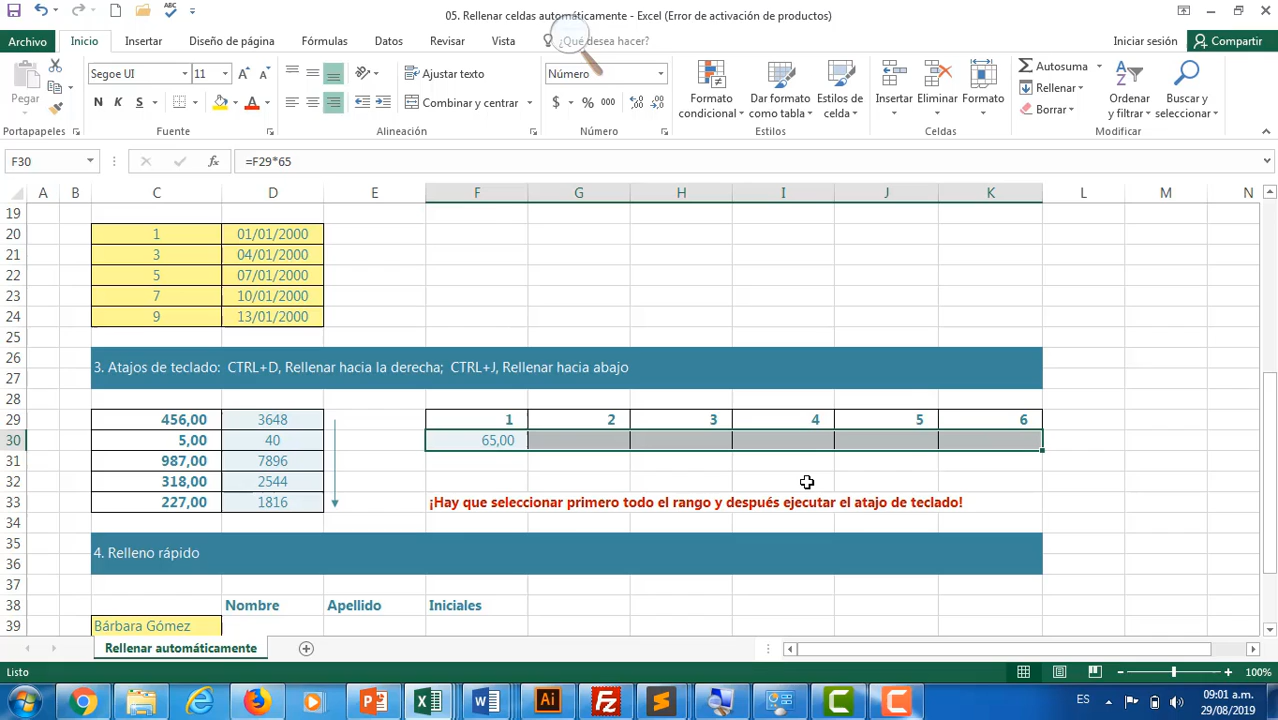 05. Rellenar celdas automáticamente - Excel (Error de activación de productos)
Archivo Inicio Insertar Diseño de página Fórmulas Datos Revisar Vista ¿Qué desea hacer? Iniciar sesión Compartir
Pegar
Segoe UI 11
N K S
Ajustar texto
Combinar y centrar
Número
$ % 000
Formato condicional
Dar formato como tabla
Estilos de celda
Insertar Eliminar Formato
Autosuma
Rellenar
Borrar
Ordenar y filtrar
Buscar y seleccionar
Portapapeles Fuente Alineación Número Estilos Celdas Modificar
F30 fx =F29*65
A B C D E F G H I J K L M N
19
20 1 01/01/2000
21 3 04/01/2000
22 5 07/01/2000
23 7 10/01/2000
24 9 13/01/2000
25
26 3. Atajos de teclado: CTRL+D, Rellenar hacia la derecha; CTRL+J, Rellenar hacia abajo
27
28
29 456,00 3648 1 2 3 4 5 6
30 5,00 40 65,00
31 987,00 7896
32 318,00 2544
33 227,00 1816 ¡Hay que seleccionar primero todo el rango y después ejecutar el atajo de teclado!
34
35 4. Relleno rápido
36
37
38 Nombre Apellido Iniciales
39 Bárbara Gómez
Rellenar automáticamente
Listo 100%
ES 09:01 a.m.
29/08/2019